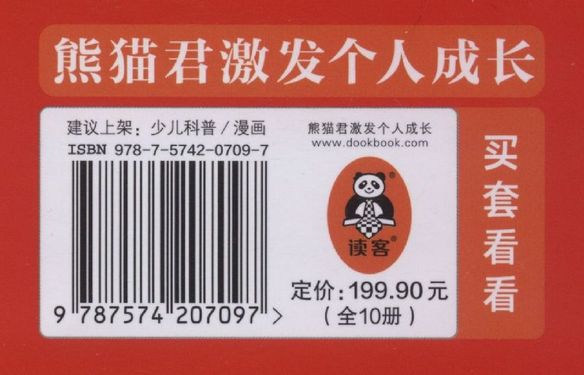 熊猫君激发个人成长
建议上架：少儿科普/漫画
ISBN 978-7-5742-0709-7
9 787574 207097 >
熊猫君激发个人成长
www.dookbook.com
读客®
定价：199.90元
（全10册）
买套看看